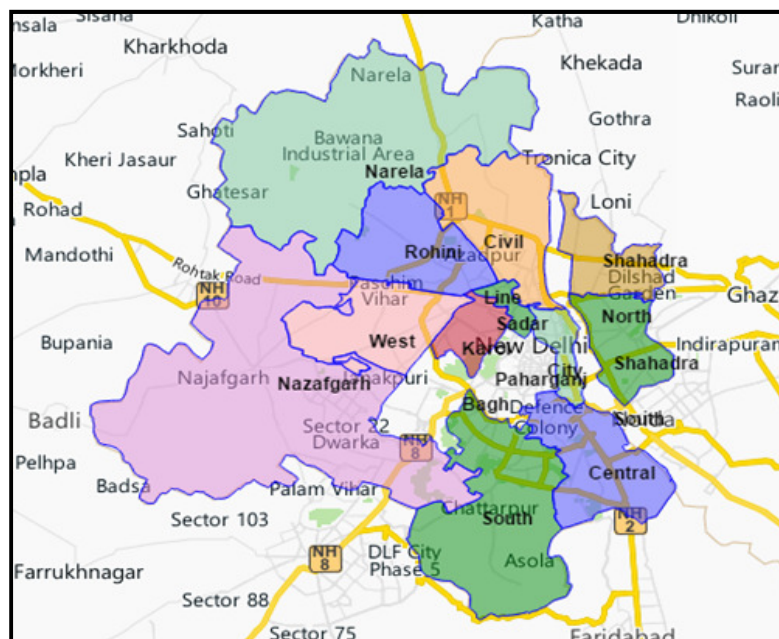 Sisana
Dhikoli
Katha
Kharkhoda
Khekada
Morkheri
Narela
Raoli
Gothra
Sahoti
Bawana
Industrial Area
Tronica City
Kheri Jasaur
Narela
Ghatesar
Loni
NH
1
Rohad
Civil
Rohini
Azadpur
Mandothi
Shahadra
Rohtak Road
Dilshad
Garden
Paschim
Vihar
NH
10
Line
Ghaz
North
Sadar
Bupania
West
Karol
New Delhi
Indirapuram
Shahadra
City
Najafgarh
Nazafgarh
Janakpuri
Paharganj
Bagh
Defence
Colony
South
Badli
Sector 22
Dwarka
NH
8
Pelhpa
Central
Badsa
Palam Vihar
Chattarpur
South
Sector 103
NH
2
DLF City
Phase 5
NH
8
Asola
Farrukhnagar
Sector 88
Sector 75
Faridabad